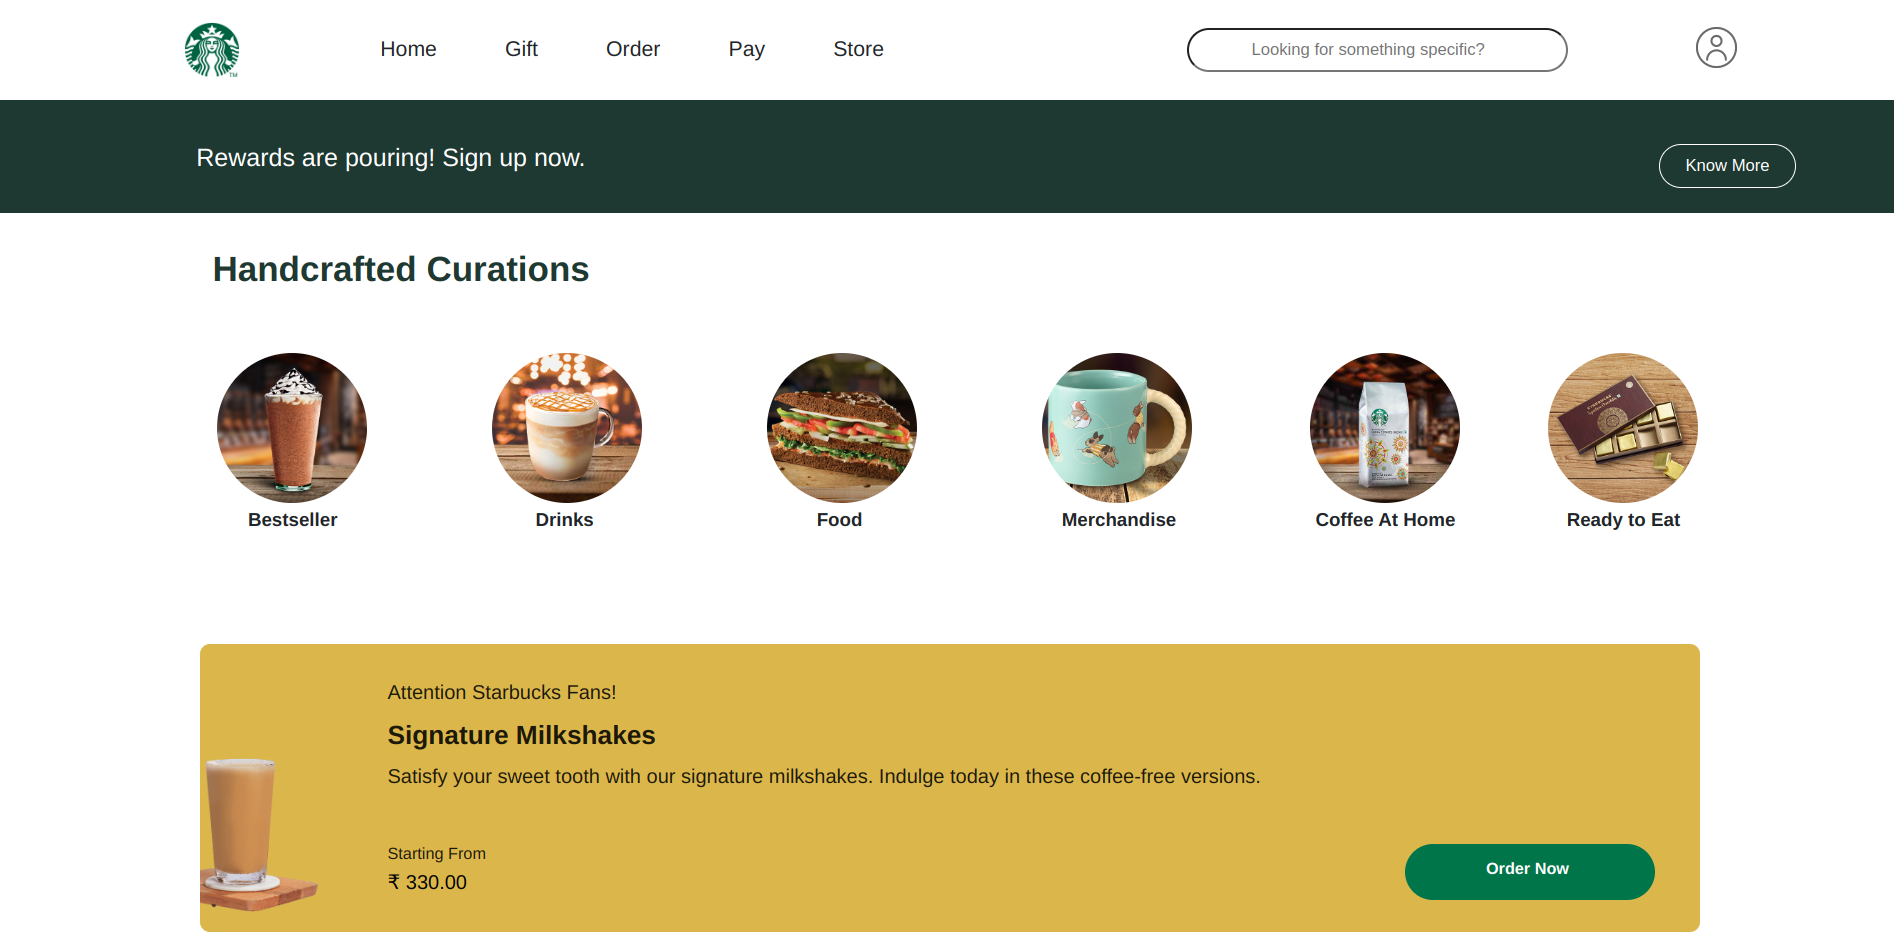 Home Gift Order Pay Store Looking for something specific?
TM
Rewards are pouring! Sign up now.
Know More
Handcrafted Curations
Bestseller Drinks Food Merchandise Coffee At Home Ready to Eat
Attention Starbucks Fans!
Signature Milkshakes
Satisfy your sweet tooth with our signature milkshakes. Indulge today in these coffee-free versions.
Starting From
₹ 330.00
Order Now